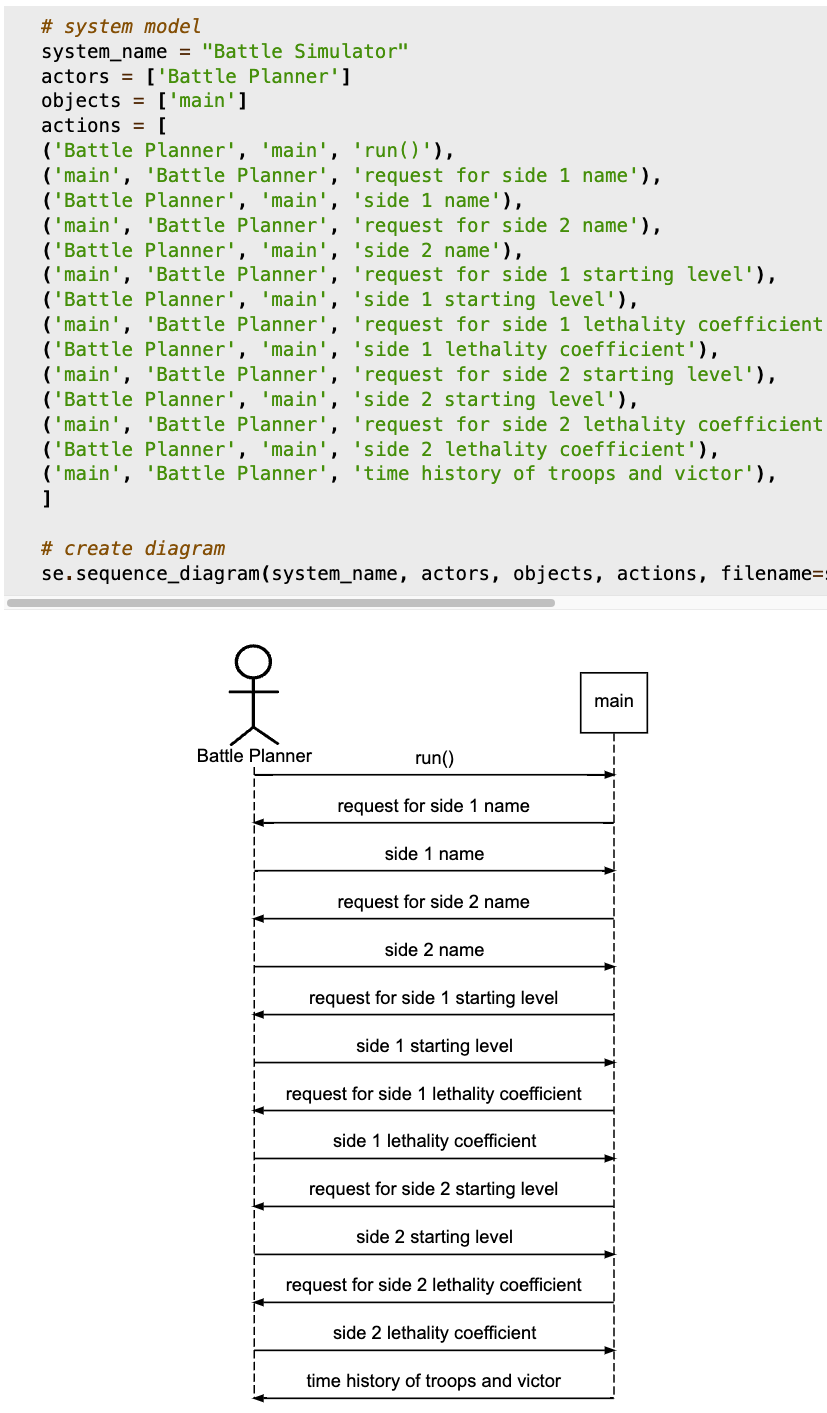 # system model
system_name = "Battle Simulator"
actors = ['Battle Planner']
objects = ['main']
actions = [
('Battle Planner', 'main', 'run()'),
('main', 'Battle Planner', 'request for side 1 name'),
('Battle Planner', 'main', 'side 1 name'),
('main', 'Battle Planner', 'request for side 2 name'),
('Battle Planner', 'main', 'side 2 name'),
('main', 'Battle Planner', 'request for side 1 starting level'),
('Battle Planner', 'main', 'side 1 starting level'),
('main', 'Battle Planner', 'request for side 1 lethality coefficient
('Battle Planner', 'main', 'side 1 lethality coefficient'),
('main', 'Battle Planner', 'request for side 2 starting level'),
('Battle Planner', 'main', 'side 2 starting level'),
('main', 'Battle Planner', 'request for side 2 lethality coefficient
('Battle Planner', 'main', 'side 2 lethality coefficient'),
('main', 'Battle Planner', 'time history of troops and victor'),
]
# create diagram
se.sequence_diagram(system_name, actors, objects, actions, filename=
main
Battle Planner
run()
request for side 1 name
side 1 name
request for side 2 name
side 2 name
request for side 1 starting level
side 1 starting level
request for side 1 lethality coefficient
side 1 lethality coefficient
request for side 2 starting level
side 2 starting level
request for side 2 lethality coefficient
side 2 lethality coefficient
time history of troops and victor